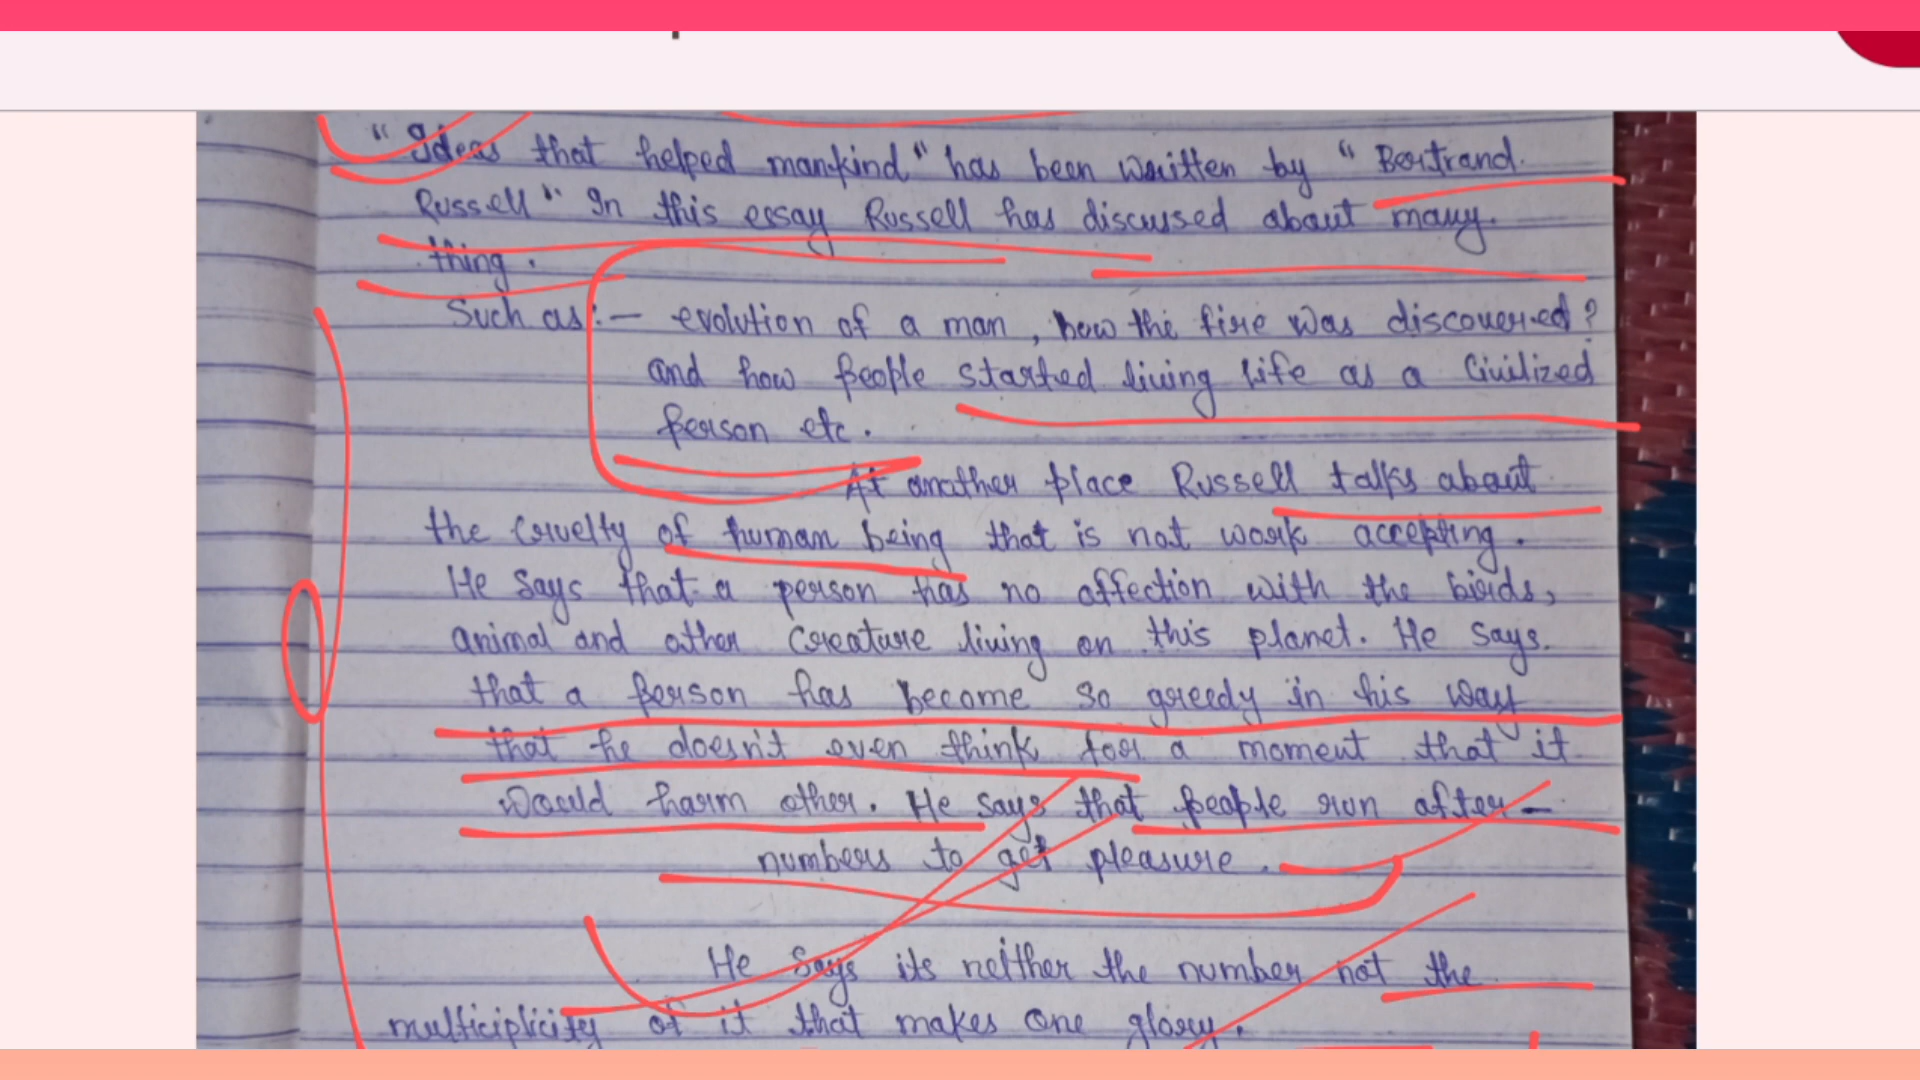 "Ideas that helped mankind" has been written by "Bertrand.
Russell" In this essay Russell has discussed about many.
thing.
Such as:— evolution of a man, how the fire was discovered?
and how people started living life as a Civilized
person etc.
At another place Russell talks about
the cruelty of human being that is not work accepting.
He says that a person has no affection with the birds,
animal and other creature living on this planet. He says.
that a person has become so greedy in his way
that he doesn't even think for a moment that it
would harm other. He says that people run after—
numbers to get pleasure.
He says its neither the number not the
multiciplicity of it that makes one glory.